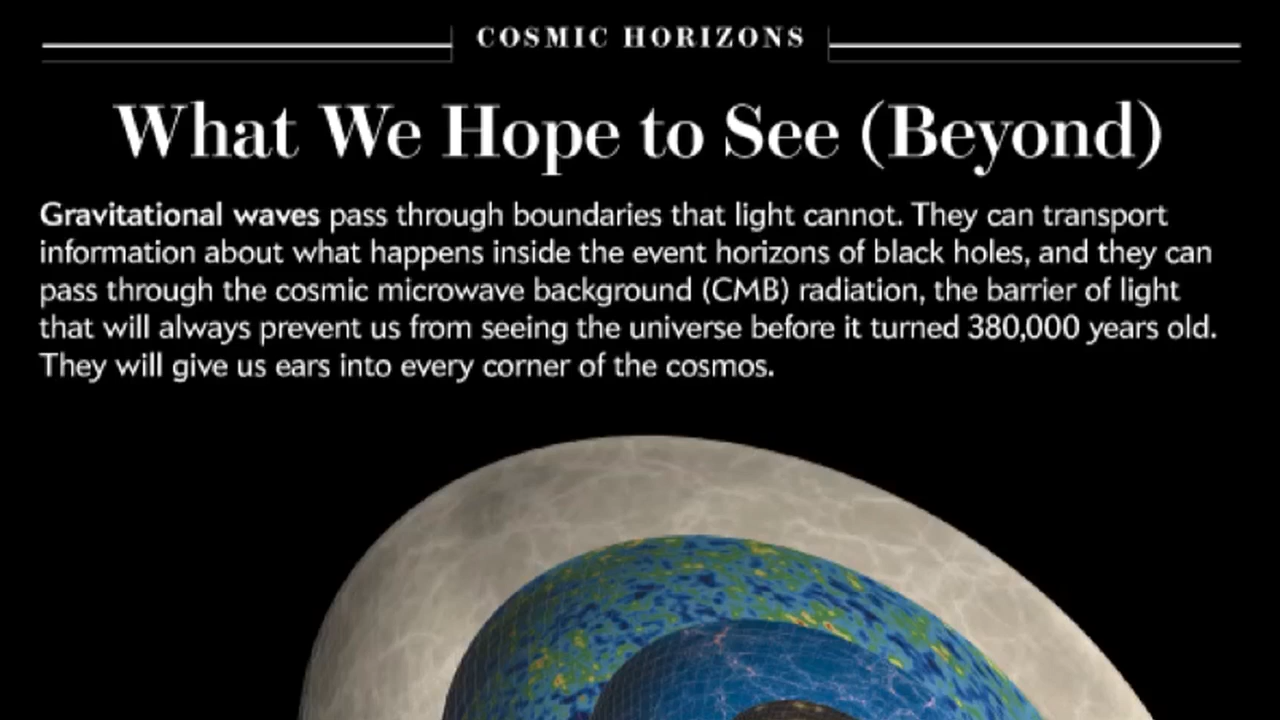 COSMIC HORIZONS
What We Hope to See (Beyond)
Gravitational waves pass through boundaries that light cannot. They can transport
information about what happens inside the event horizons of black holes, and they can
pass through the cosmic microwave background (CMB) radiation, the barrier of light
that will always prevent us from seeing the universe before it turned 380,000 years old.
They will give us ears into every corner of the cosmos.